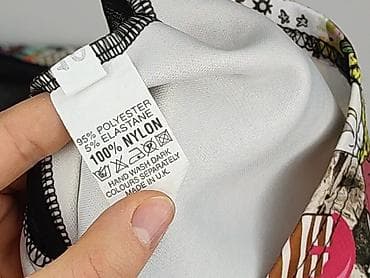 95% POLYESTER
5% ELASTANE
100% NYLON
HAND WASH DARK
COLOURS SEPARATELY
MADE IN U.K.